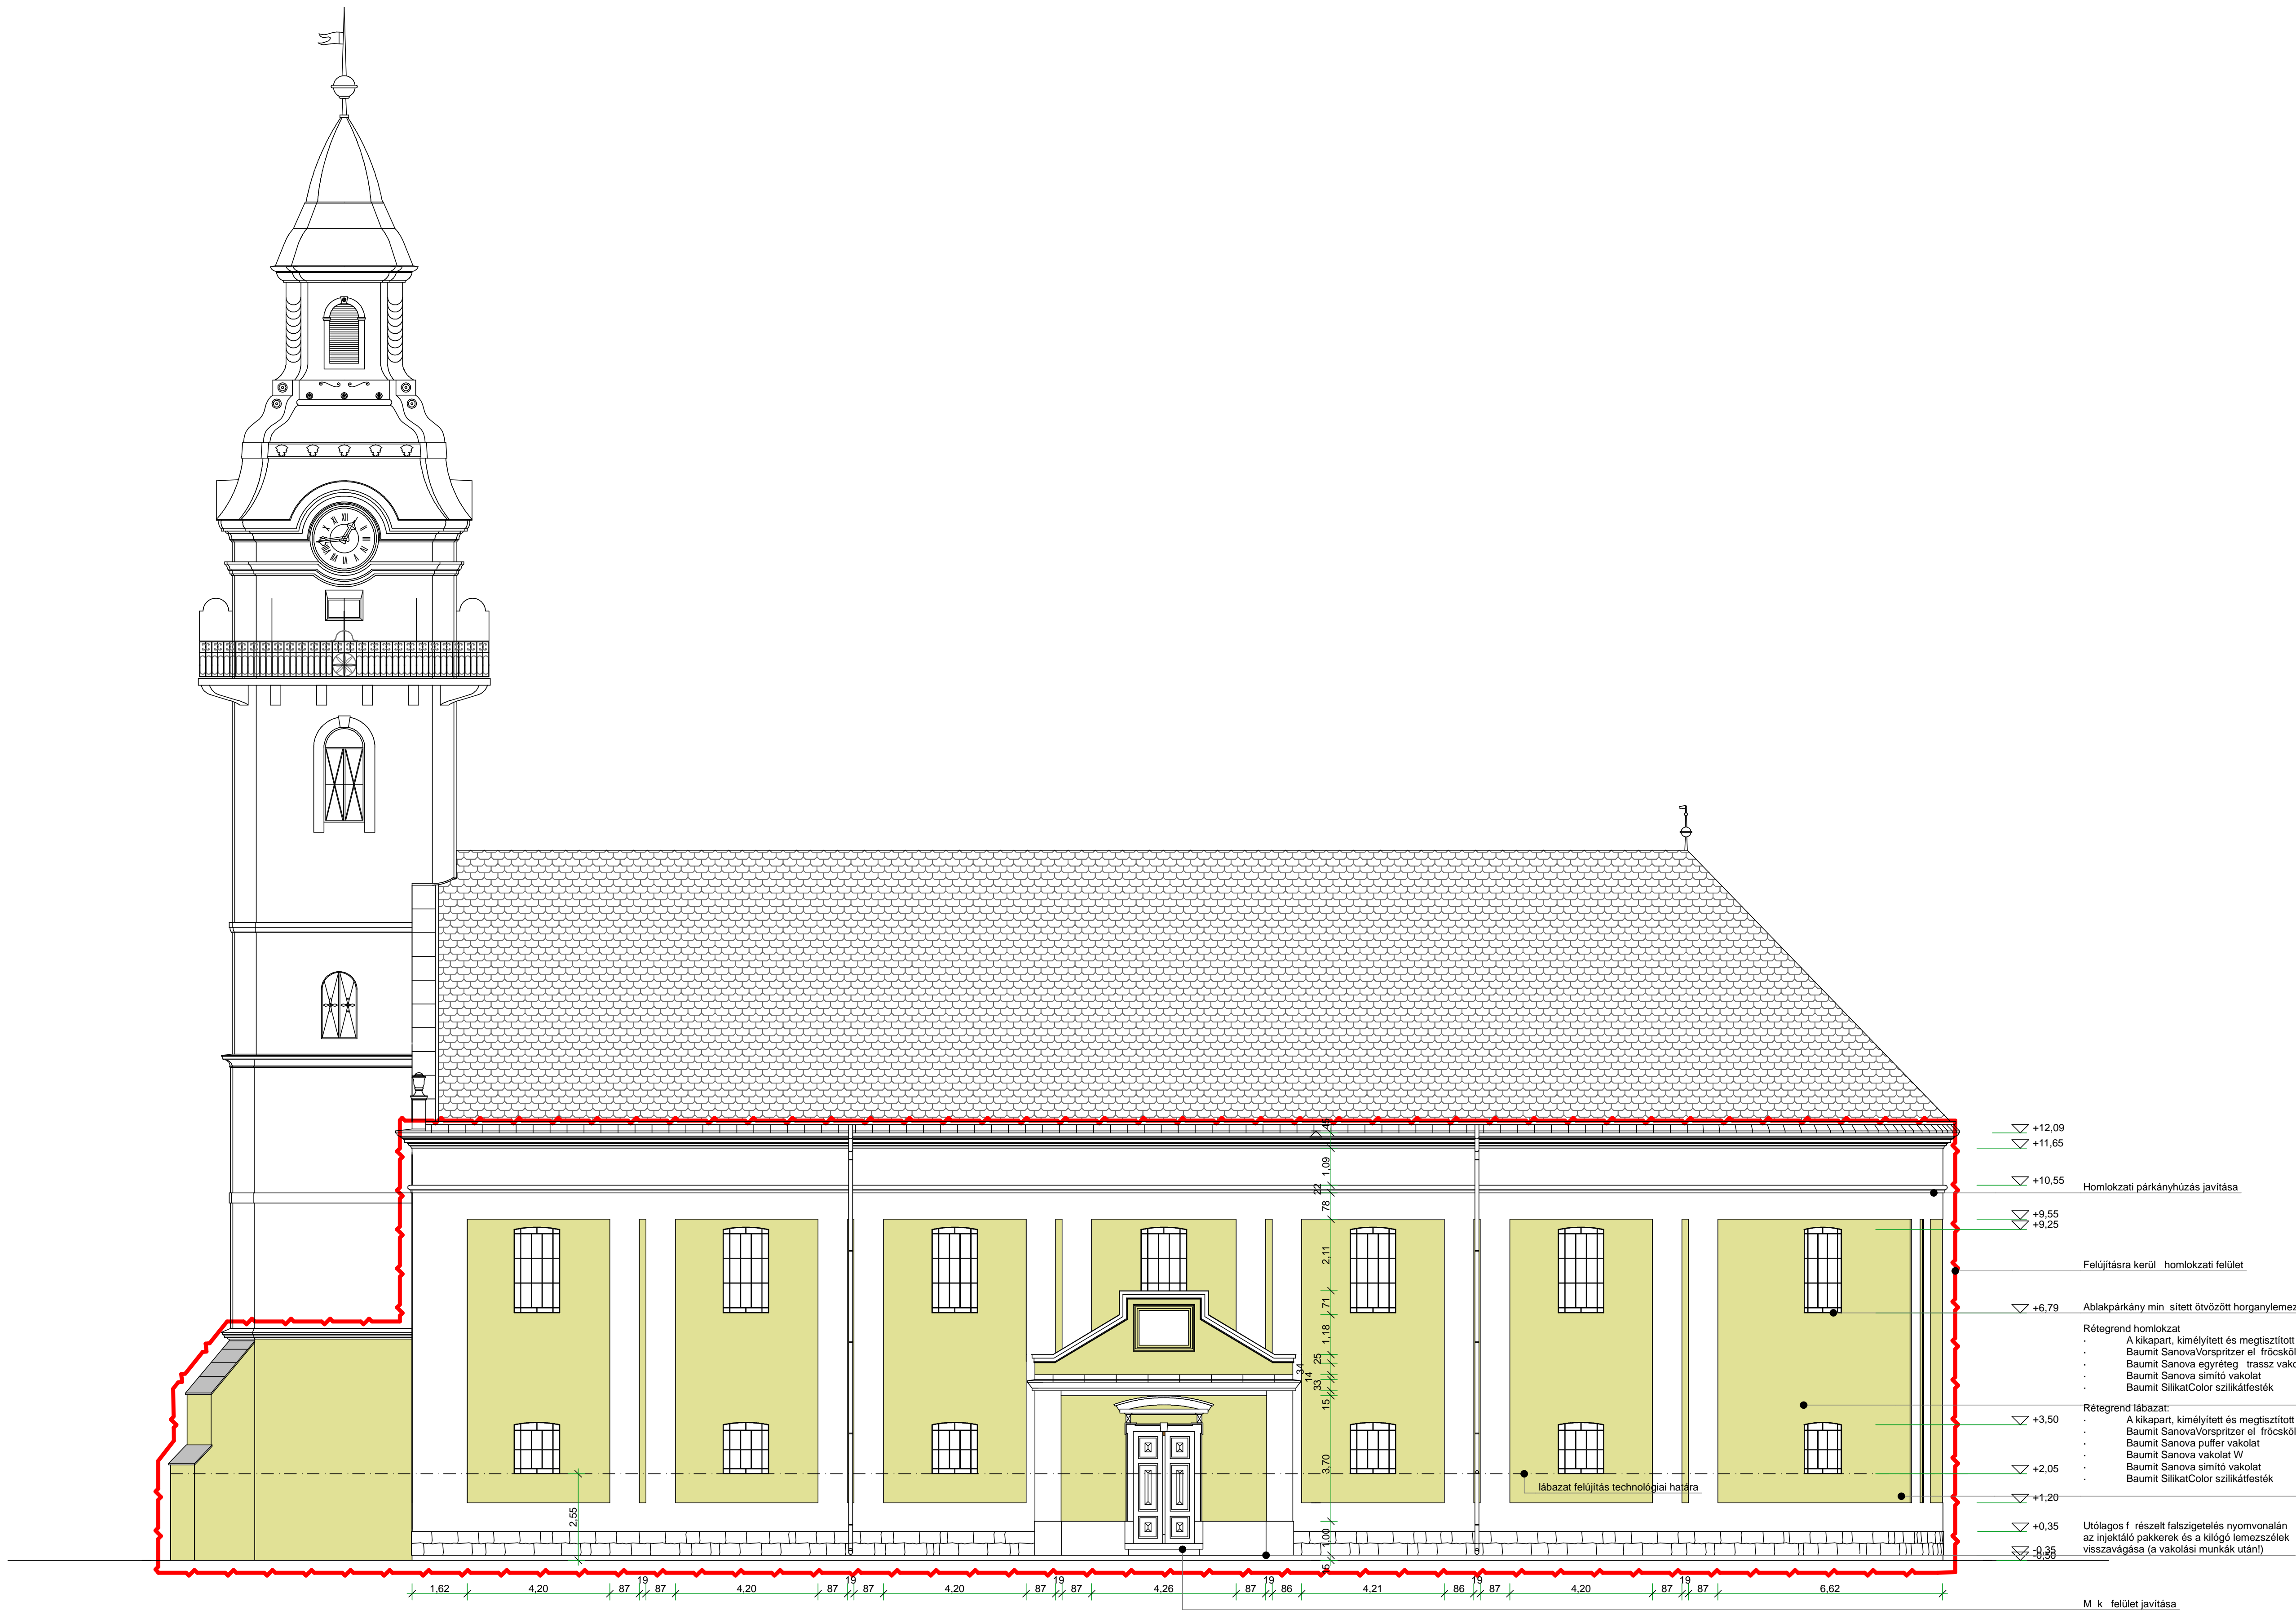 XII
45
1,09
22
78
2,11
71
1,18
25
34
14
33
15
3,70
1,00
15
2,55
+12,09
+11,65
+10,55
Homlokzati párkányhúzás javítása
+9,55
+9,25
Felújításra kerül homlokzati felület
+6,79
Ablakpárkány min sített ötvözött horganylemez
Rétegrend homlokzat
· A kikapart, kimélyített és megtisztított
· Baumit SanovaVorspritzer el fröcsköl
· Baumit Sanova egyréteg trassz vako
· Baumit Sanova simító vakolat
· Baumit SilikatColor szilikátfesték
Rétegrend lábazat:
+3,50
· A kikapart, kimélyített és megtisztított
· Baumit SanovaVorspritzer el fröcsköl
· Baumit Sanova puffer vakolat
· Baumit Sanova vakolat W
· Baumit Sanova simító vakolat
· Baumit SilikatColor szilikátfesték
+2,05
lábazat felújítás technológiai határa
+1,20
+0,35
Utólagos f részelt falszigetelés nyomvonalán
az injektáló pakkerek és a kilógó lemezszélek
visszavágása (a vakolási munkák után!)
-0,35
-0,50
1,62 4,20 87 19 87 4,20 87 19 87 4,20 87 19 87 4,26 87 19 86 4,21 86 19 87 4,20 87 19 87 6,62
M k felület javítása